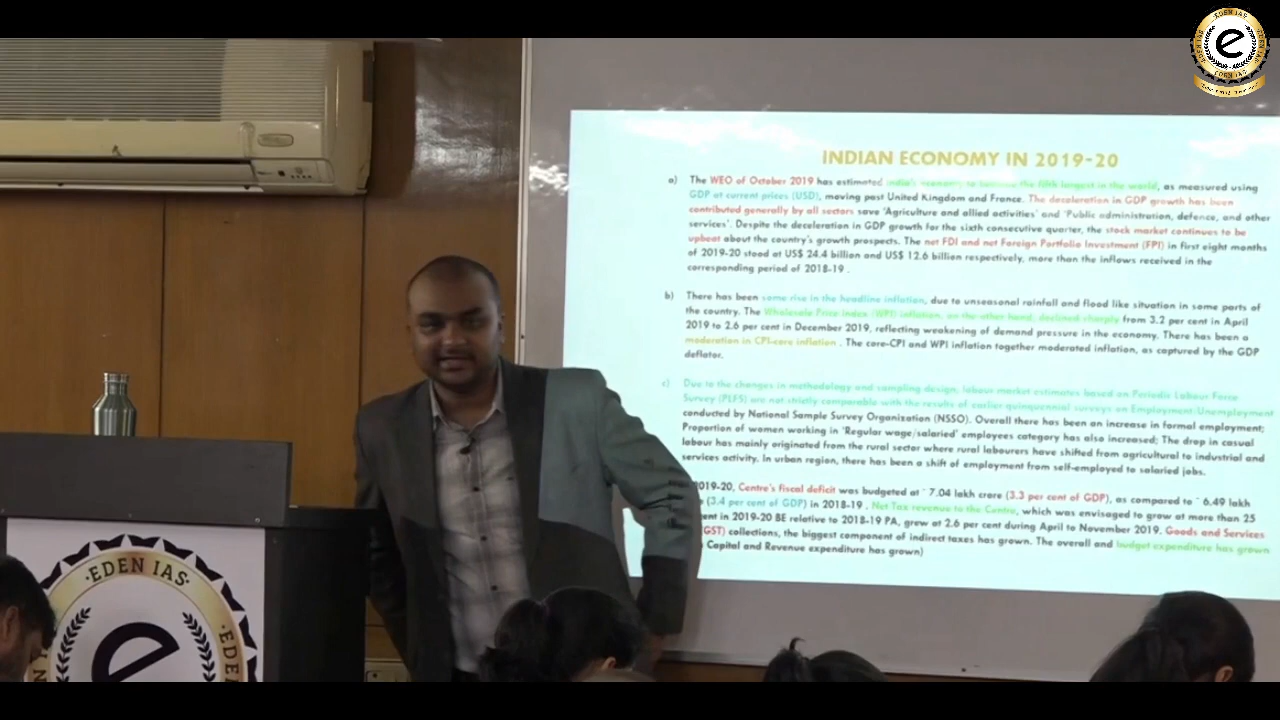 EDEN IAS
e
EDEN IAS
INDIAN ECONOMY IN 2019-20
a) The WEO of October 2019 has estimated India's economy to become the fifth largest in the world, as measured using
GDP at current prices (USD), moving past United Kingdom and France. The deceleration in GDP growth has been
contributed generally by all sectors save 'Agriculture and allied activities' and 'Public administration, defence, and other
services'. Despite the deceleration in GDP growth for the sixth consecutive quarter, the stock market continues to be
upbeat about the country's growth prospects. The net FDI and net Foreign Portfolio Investment (FPI) in first eight months
of 2019-20 stood at US$ 24.4 billion and US$ 12.6 billion respectively, more than the inflows received in the
corresponding period of 2018-19 .
b) There has been some rise in the headline inflation, due to unseasonal rainfall and flood like situation in some parts of
the country. The Wholesale Price Index (WPI) inflation, on the other hand, declined sharply from 3.2 per cent in April
2019 to 2.6 per cent in December 2019, reflecting weakening of demand pressure in the economy. There has been a
moderation in CPI-core inflation . The core-CPI and WPI inflation together moderated inflation, as captured by the GDP
deflator.
c) Due to the changes in methodology and sampling design, labour market estimates based on Periodic Labour Force
Survey (PLFS) are not strictly comparable with the results of earlier quinquennial surveys on Employment/Unemployment
conducted by National Sample Survey Organization (NSSO). Overall there has been an increase in formal employment;
Proportion of women working in 'Regular wage/salaried' employees category has also increased; The drop in casual
labour has mainly originated from the rural sector where rural labourers have shifted from agricultural to industrial and
services activity. In urban region, there has been a shift of employment from self-employed to salaried jobs.
2019-20, Centre's fiscal deficit was budgeted at ` 7.04 lakh crore (3.3 per cent of GDP), as compared to ` 6.49 lakh
(3.4 per cent of GDP) in 2018-19 . Net Tax revenue to the Centre, which was envisaged to grow at more than 25
ent in 2019-20 BE relative to 2018-19 PA, grew at 2.6 per cent during April to November 2019. Goods and Services
(GST) collections, the biggest component of indirect taxes has grown. The overall and budget expenditure has grown
Capital and Revenue expenditure has grown)
·EDEN IAS·
e
EDEN